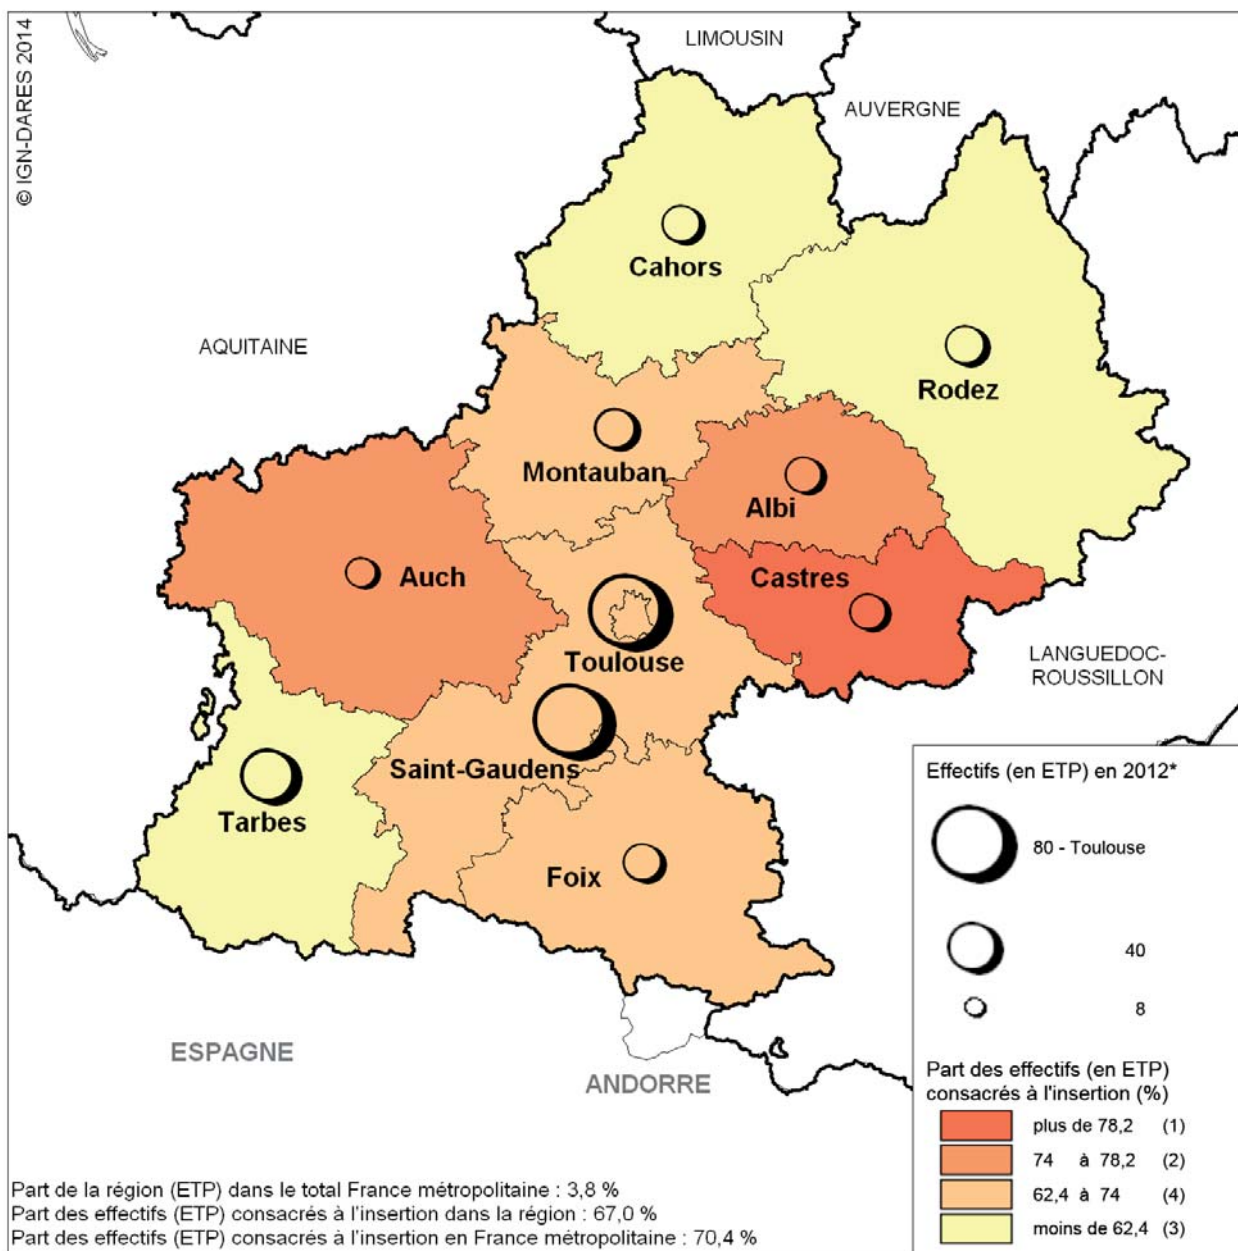 © IGN-DARES 2014
LIMOUSIN
AUVERGNE
Cahors
AQUITAINE
Rodez
Montauban
Albi
Auch
Castres
Toulouse
LANGUEDOC-
ROUSSILLON
Saint-Gaudens
Tarbes
Foix
ESPAGNE
ANDORRE
Effectifs (en ETP) en 2012*
80 - Toulouse
40
8
Part des effectifs (en ETP)
consacrés à l'insertion (%)
plus de 78,2 (1)
74 à 78,2 (2)
62,4 à 74 (4)
moins de 62,4 (3)
Part de la région (ETP) dans le total France métropolitaine : 3,8 %
Part des effectifs (ETP) consacrés à l'insertion dans la région : 67,0 %
Part des effectifs (ETP) consacrés à l'insertion en France métropolitaine : 70,4 %